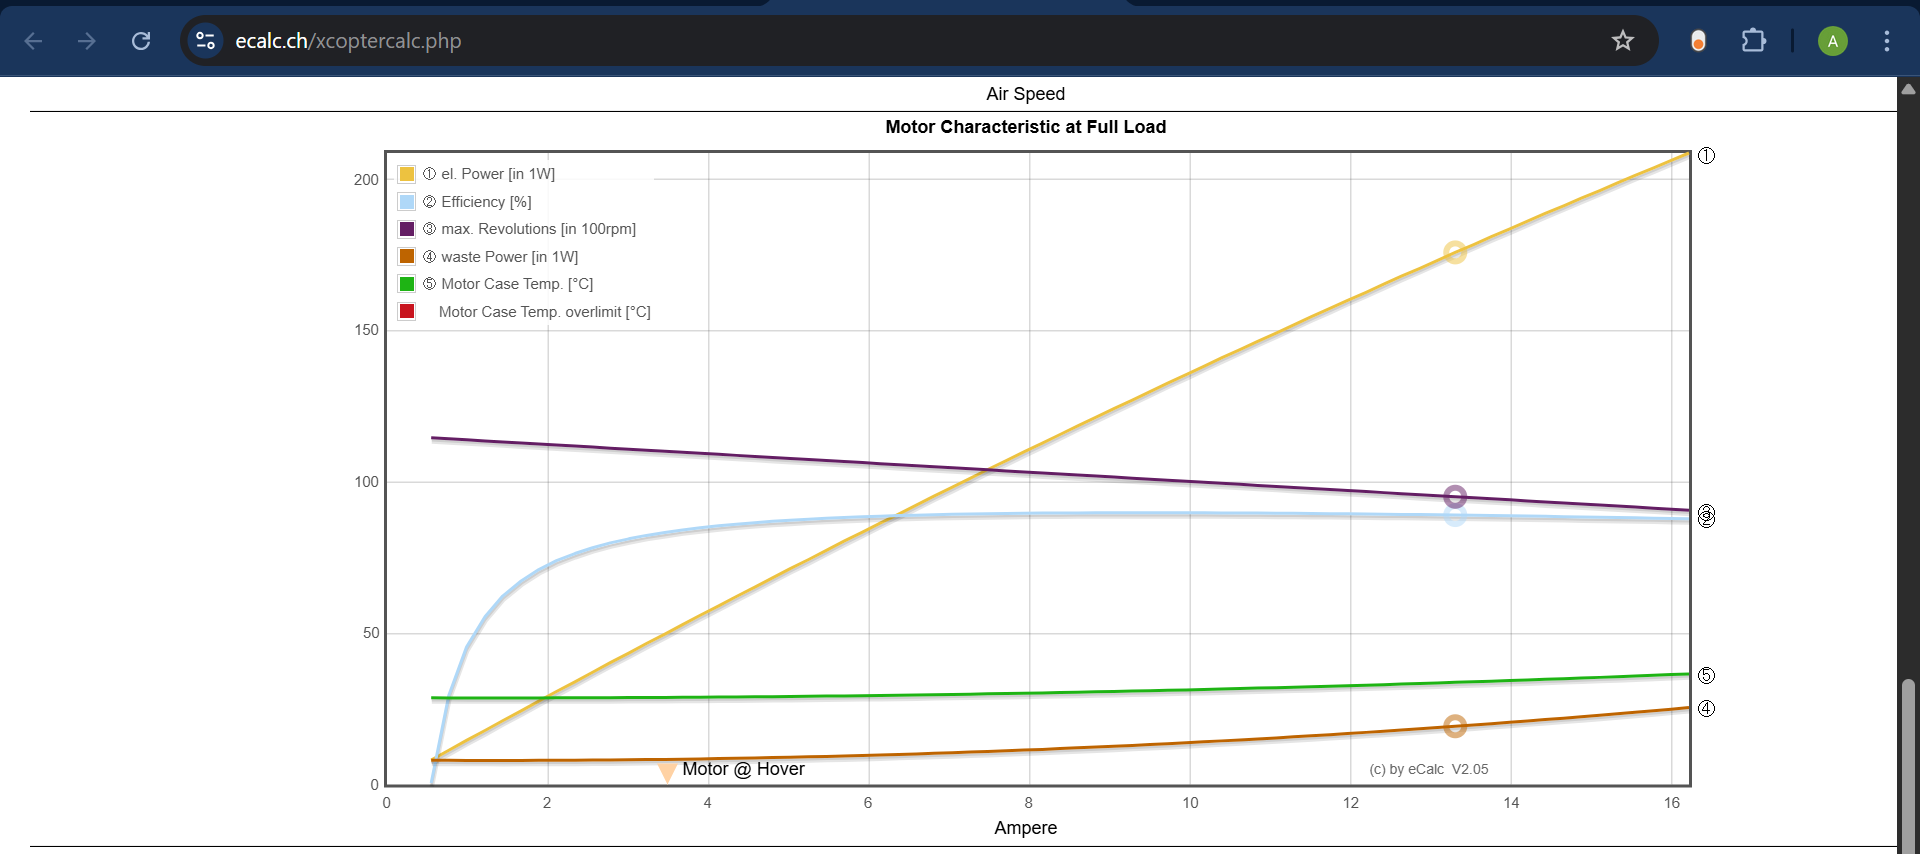 ecalc.ch/xcoptercalc.php
A
Air Speed
Motor Characteristic at Full Load
① el. Power [in 1W]
② Efficiency [%]
③ max. Revolutions [in 100rpm]
④ waste Power [in 1W]
⑤ Motor Case Temp. [°C]
Motor Case Temp. overlimit [°C]
200
150
100
50
0
①
③
②
⑤
④
Motor @ Hover
(c) by eCalc V2.05
0 2 4 6 8 10 12 14 16
Ampere